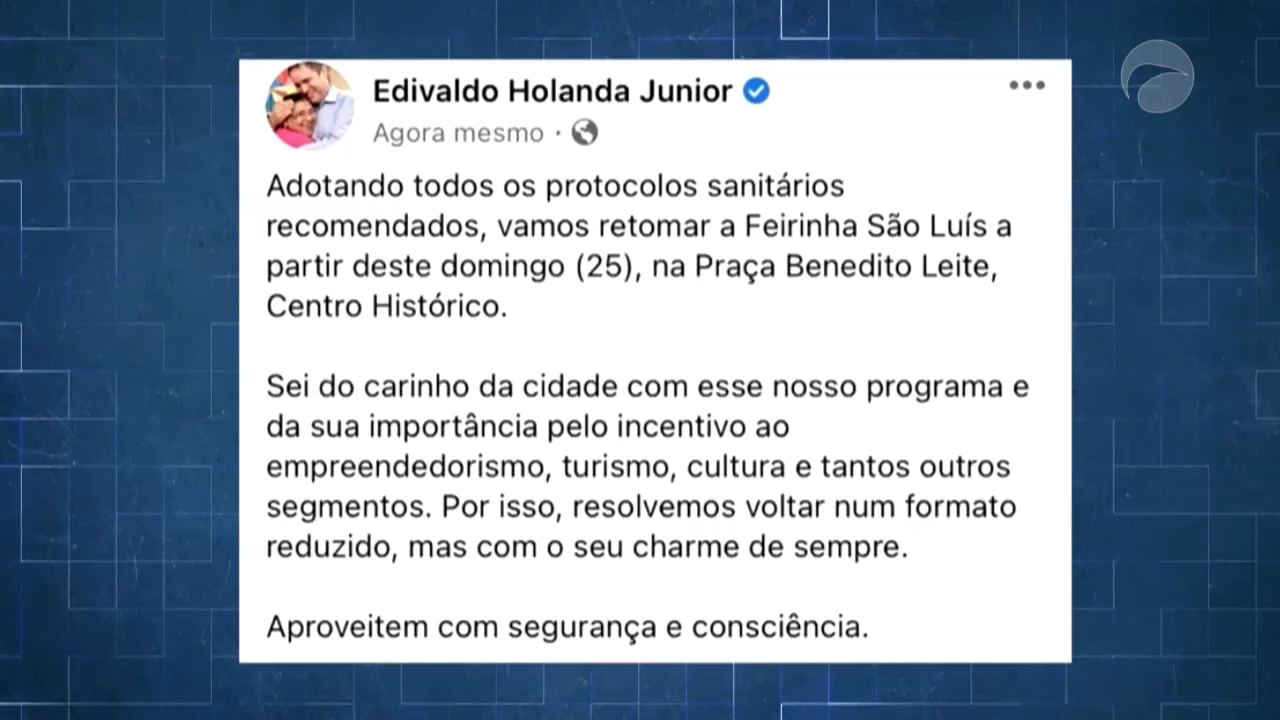 Edivaldo Holanda Junior
Agora mesmo ·
Adotando todos os protocolos sanitários
recomendados, vamos retomar a Feirinha São Luís a
partir deste domingo (25), na Praça Benedito Leite,
Centro Histórico.
Sei do carinho da cidade com esse nosso programa e
da sua importância pelo incentivo ao
empreendedorismo, turismo, cultura e tantos outros
segmentos. Por isso, resolvemos voltar num formato
reduzido, mas com o seu charme de sempre.
Aproveitem com segurança e consciência.